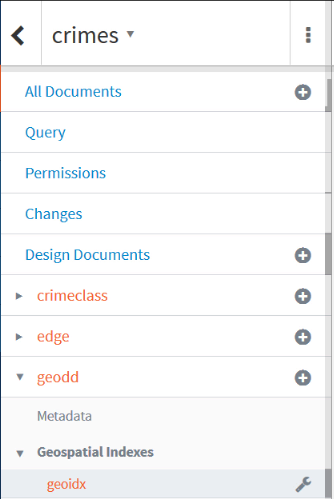 crimes
All Documents
Query
Permissions
Changes
Design Documents
crimeclass
edge
geodd
Metadata
Geospatial Indexes
geoidx